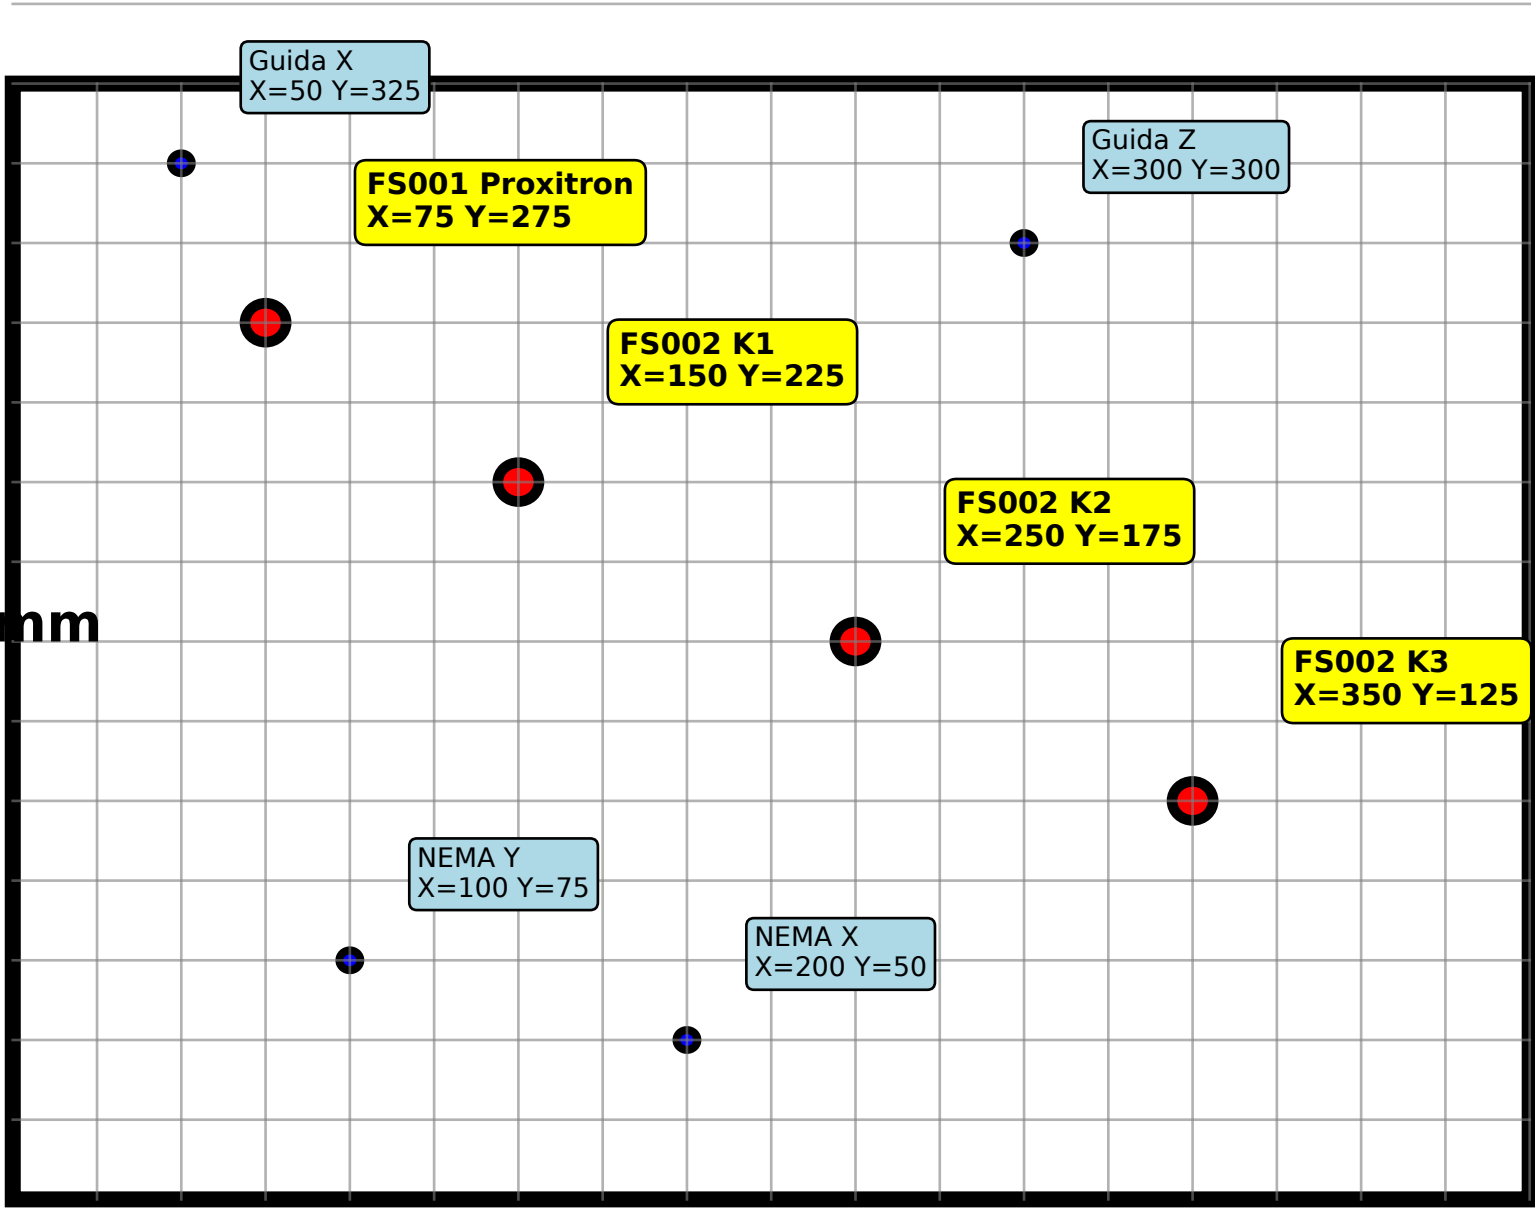 Guida X
X=50 Y=325
Guida Z
X=300 Y=300
FS001 Proxitron
X=75 Y=275
FS002 K1
X=150 Y=225
FS002 K2
X=250 Y=175
mm
FS002 K3
X=350 Y=125
NEMA Y
X=100 Y=75
NEMA X
X=200 Y=50